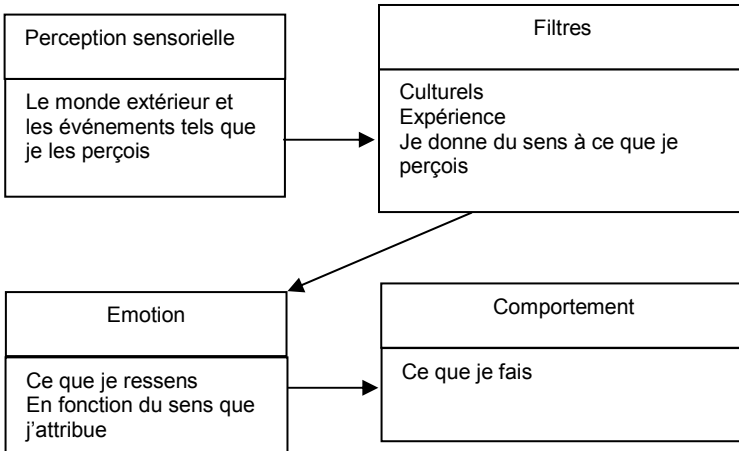 Perception sensorielle
Le monde extérieur et
les événements tels que
je les perçois
Filtres
Culturels
Expérience
Je donne du sens à ce que je
perçois
Emotion
Ce que je ressens
En fonction du sens que
j'attribue
Comportement
Ce que je fais